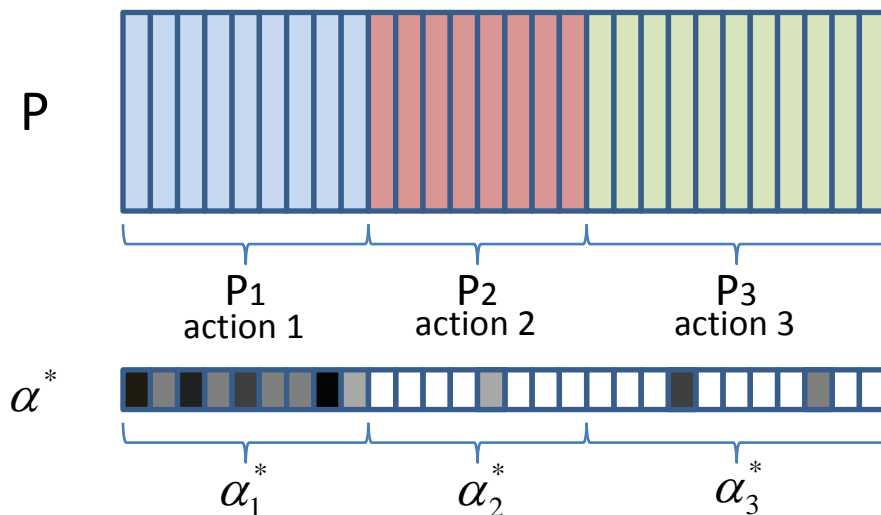 P
P1 P2 P3
action 1 action 2 action 3
α*
α₁* α₂* α₃*